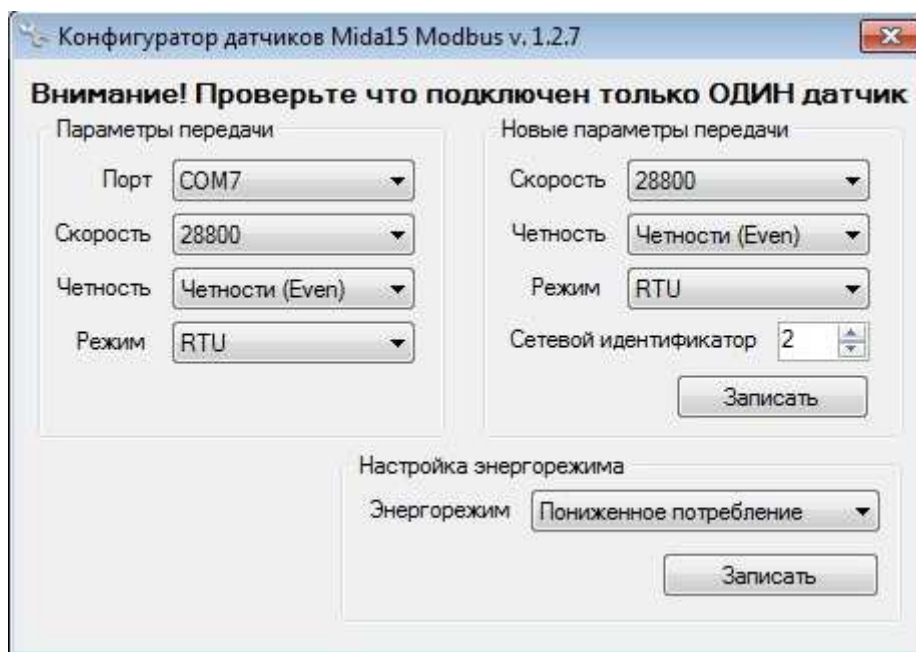 Конфигуратор датчиков Mida15 Modbus v. 1.2.7
Внимание! Проверьте что подключен только ОДИН датчик
Параметры передачи
Порт COM7
Скорость 28800
Четность Четности (Even)
Режим RTU
Новые параметры передачи
Скорость 28800
Четность Четности (Even)
Режим RTU
Сетевой идентификатор 2
Записать
Настройка энергорежима
Энергорежим Пониженное потребление
Записать